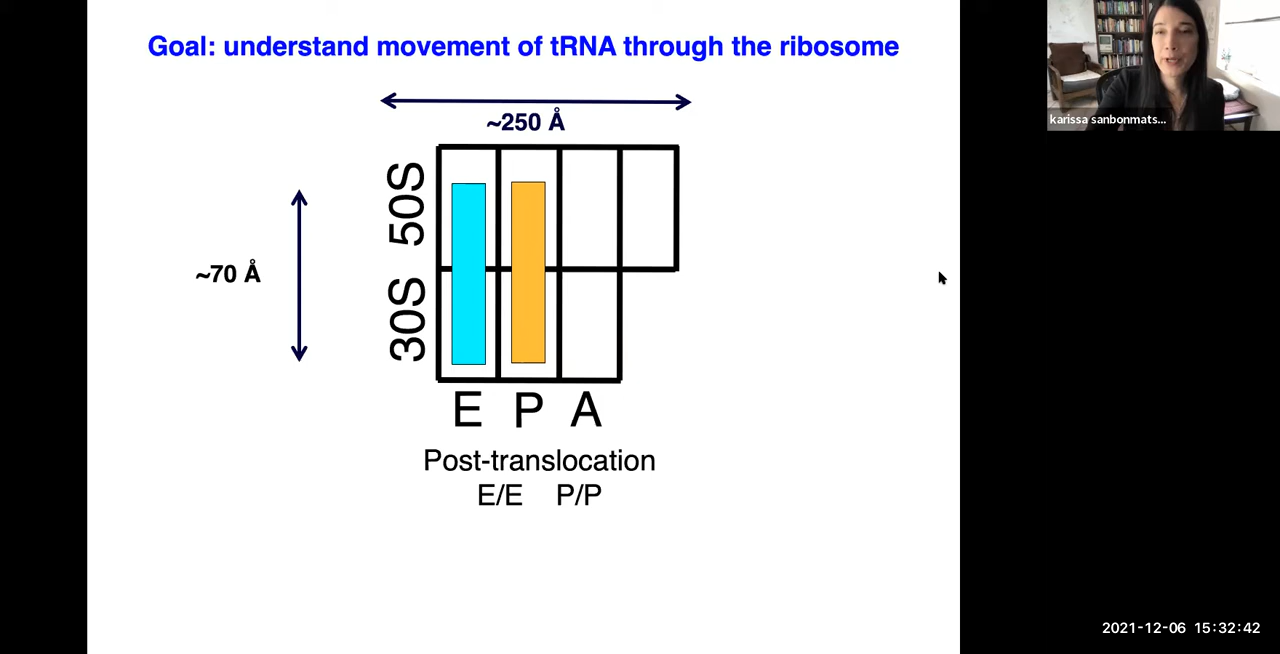 Goal: understand movement of tRNA through the ribosome
~250 Å
50S
~70 Å
30S
E P A
Post-translocation
E/E P/P
karissa sanbonmats...
2021-12-06 15:32:42